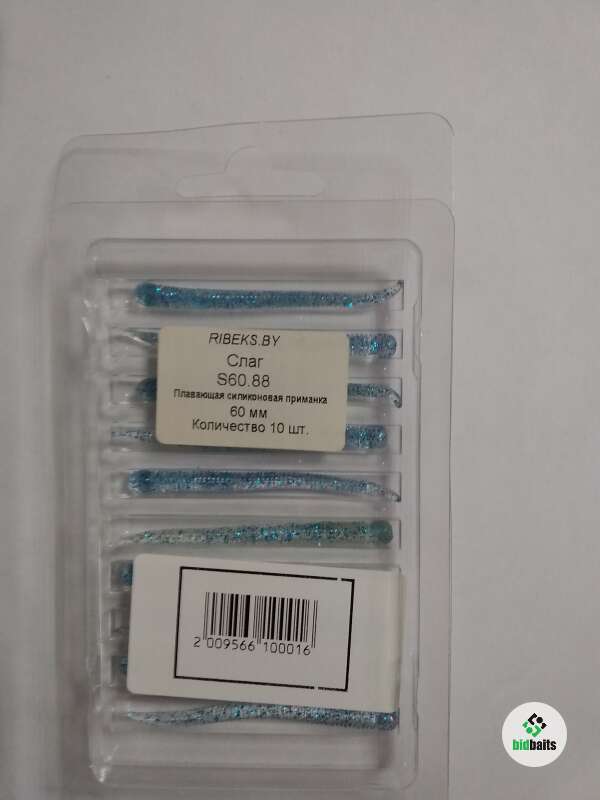 RIBEKS.BY
Слаг
S60.88
Плавающая силиконовая приманка
60 мм
Количество 10 шт.
2 009566 100016
bidbaits